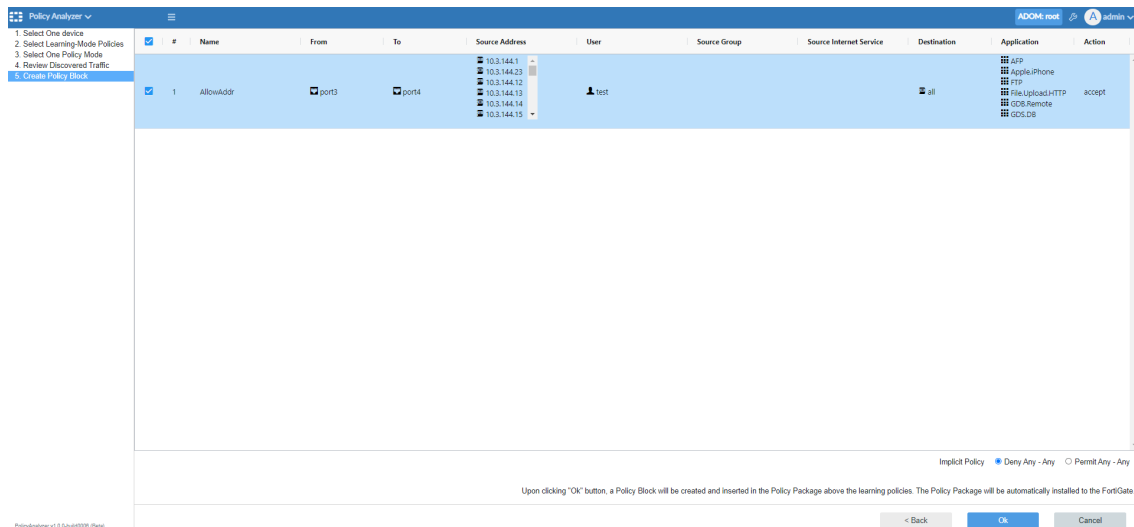 Policy Analyzer
ADOM: root
A admin
1. Select One device
2. Select Learning-Mode Policies
3. Select One Policy Mode
4. Review Discovered Traffic
5. Create Policy Block
# Name From To Source Address User Source Group Source Internet Service Destination Application Action
1 AllowAddr port3 port4
10.3.144.1
10.3.144.23
10.3.144.12
10.3.144.13
10.3.144.14
10.3.144.15
test
all
AFP
Apple.iPhone
FTP
File.Upload.HTTP
GDB.Remote
GDS.DB
accept
Implicit Policy Deny Any - Any Permit Any - Any
Upon clicking "Ok" button, a Policy Block will be created and inserted in the Policy Package above the learning policies. The Policy Package will be automatically installed to the FortiGate
< Back Ok Cancel